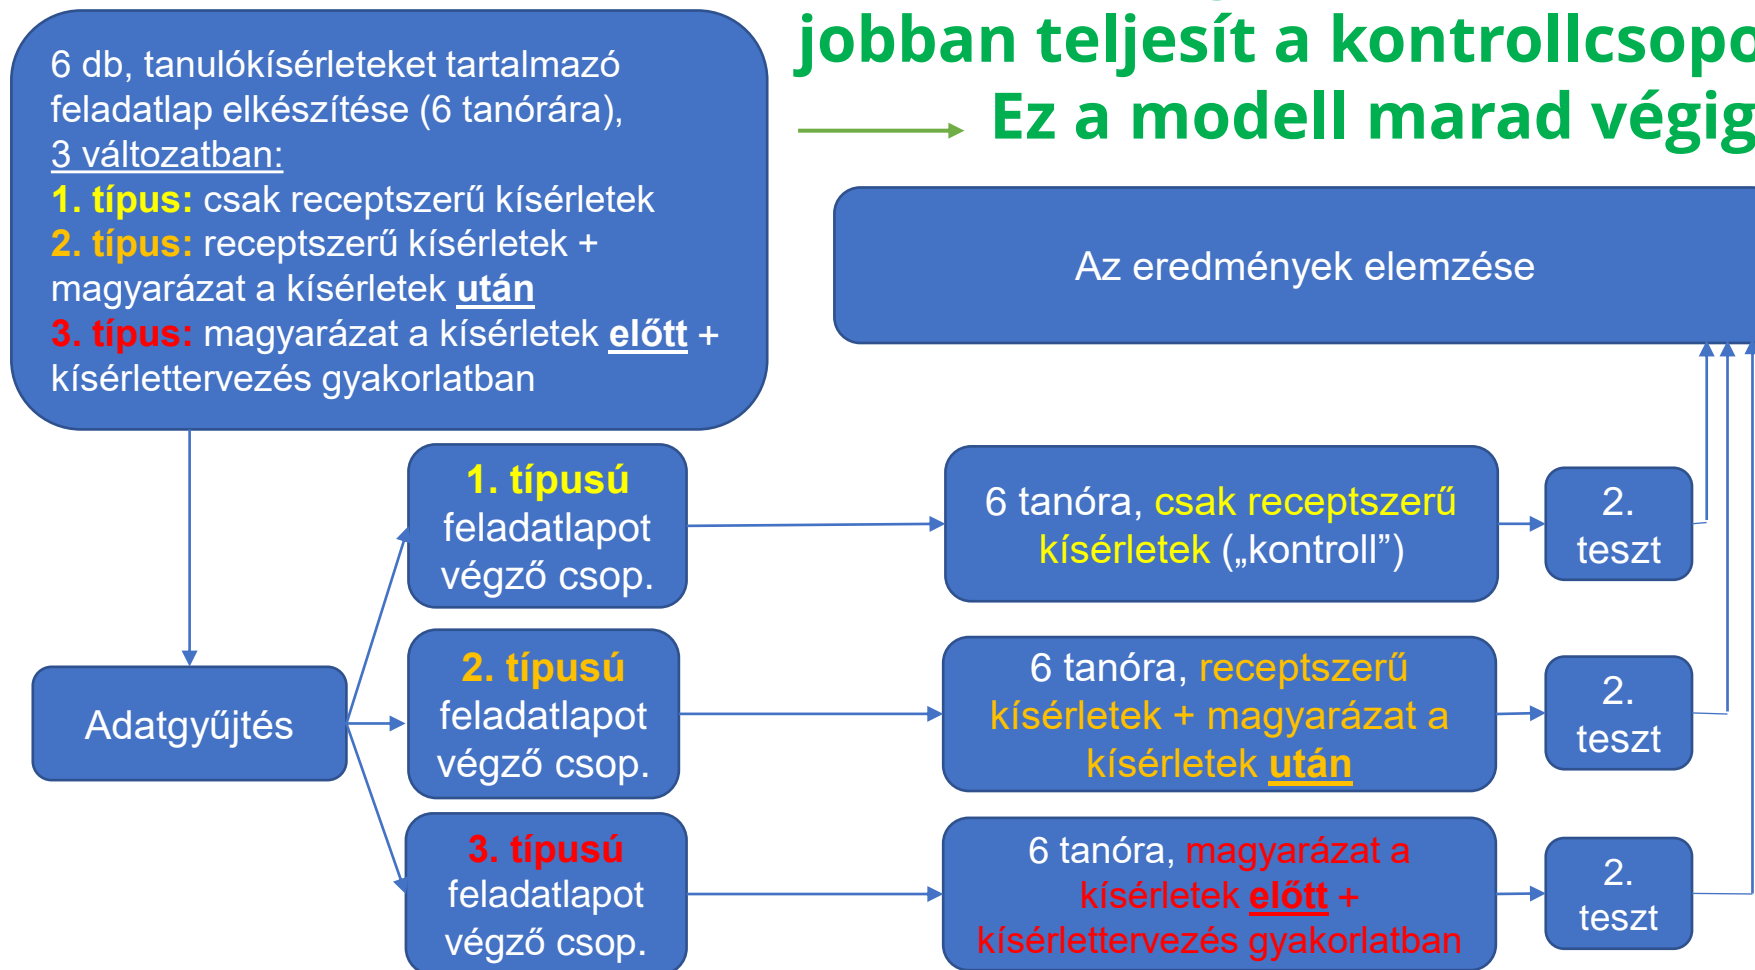 jobban teljesít a kontrollcsopo
Ez a modell marad végig
6 db, tanulókísérleteket tartalmazó
feladatlap elkészítése (6 tanórára),
3 változatban:
1. típus: csak receptszerű kísérletek
2. típus: receptszerű kísérletek +
magyarázat a kísérletek után
3. típus: magyarázat a kísérletek előtt +
kísérlettervezés gyakorlatban
Az eredmények elemzése
Adatgyűjtés
1. típusú
feladatlapot
végző csop.
6 tanóra, csak receptszerű
kísérletek („kontroll”)
2.
teszt
2. típusú
feladatlapot
végző csop.
6 tanóra, receptszerű
kísérletek + magyarázat a
kísérletek után
2.
teszt
3. típusú
feladatlapot
végző csop.
6 tanóra, magyarázat a
kísérletek előtt +
kísérlettervezés gyakorlatban
2.
teszt